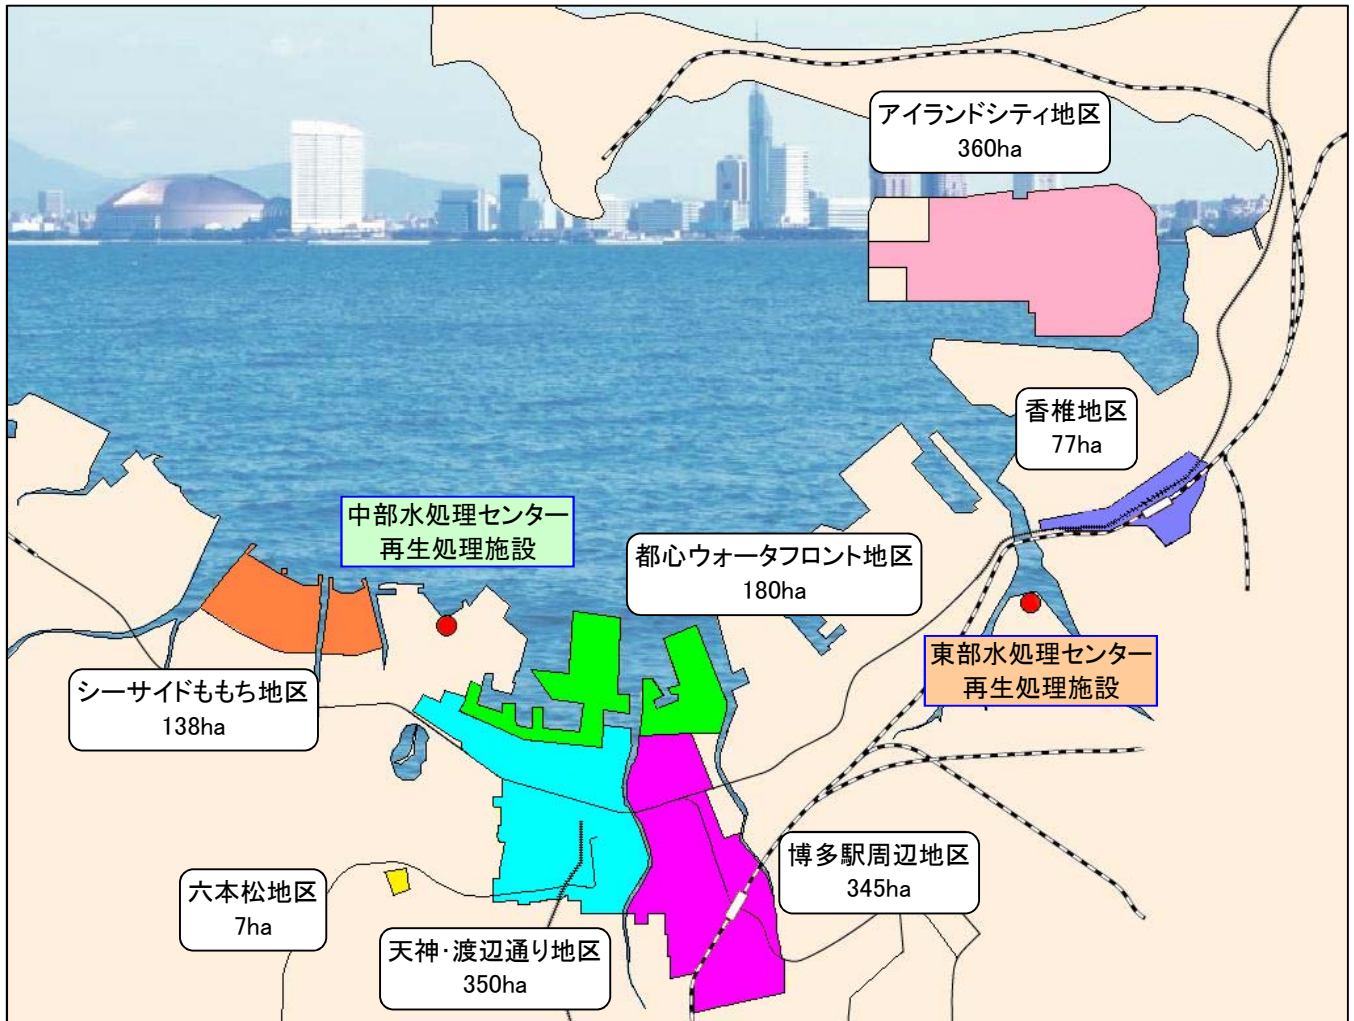 アイランドシティ地区
360ha
香椎地区
77ha
中部水処理センター
再生処理施設
都心ウォータフロント地区
180ha
東部水処理センター
再生処理施設
シーサイドももち地区
138ha
博多駅周辺地区
345ha
六本松地区
7ha
天神・渡辺通り地区
350ha